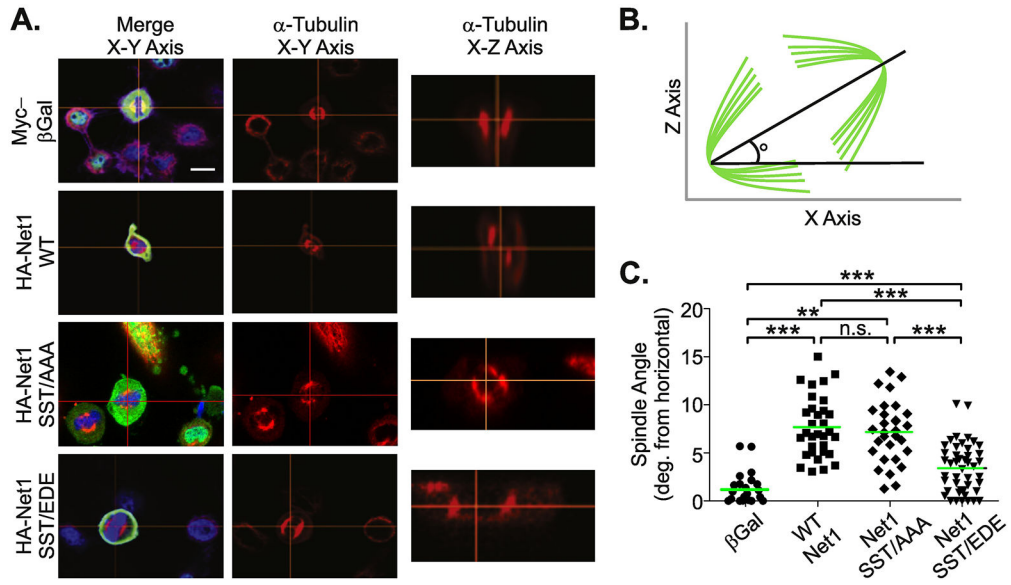 A.
Merge
X-Y Axis
α-Tubulin
X-Y Axis
α-Tubulin
X-Z Axis
Myc–
βGal
HA-Net1
WT
HA-Net1
SST/AAA
HA-Net1
SST/EDE
B.
Z Axis
°
X Axis
C.
***
***
**
***
n.s.
***
Spindle Angle
(deg. from horizontal)
20
15
10
5
0
βGal
WT
Net1
Net1
SST/AAA
Net1
SST/EDE